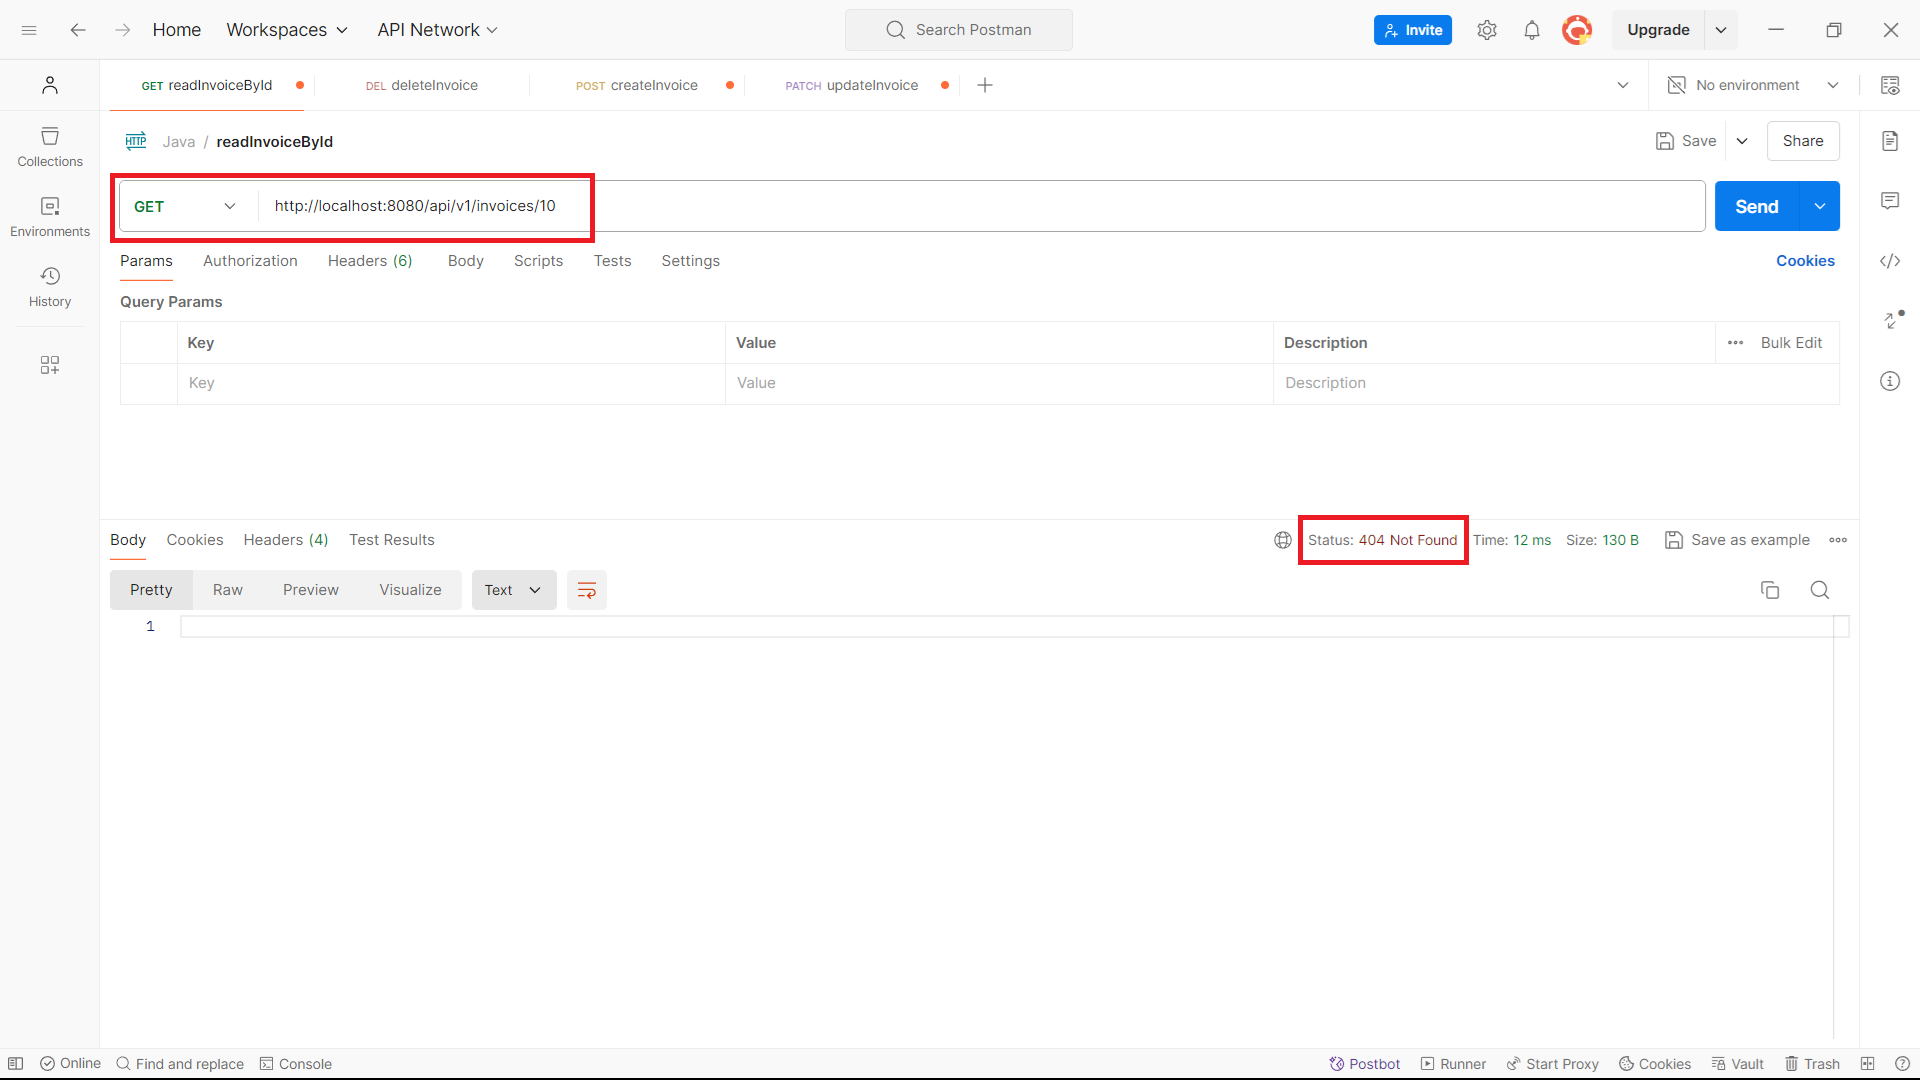 Home Workspaces API Network Search Postman Invite Upgrade
GET readInvoiceById DEL deleteInvoice POST createInvoice PATCH updateInvoice No environment
HTTP Java / readInvoiceById Save Share
Collections
GET http://localhost:8080/api/v1/invoices/10 Send
Environments
Params Authorization Headers (6) Body Scripts Tests Settings Cookies
History
Query Params
Key Value Description Bulk Edit
Key Value Description
Body Cookies Headers (4) Test Results Status: 404 Not Found Time: 12 ms Size: 130 B Save as example
Pretty Raw Preview Visualize Text
1
Online Find and replace Console Postbot Runner Start Proxy Cookies Vault Trash